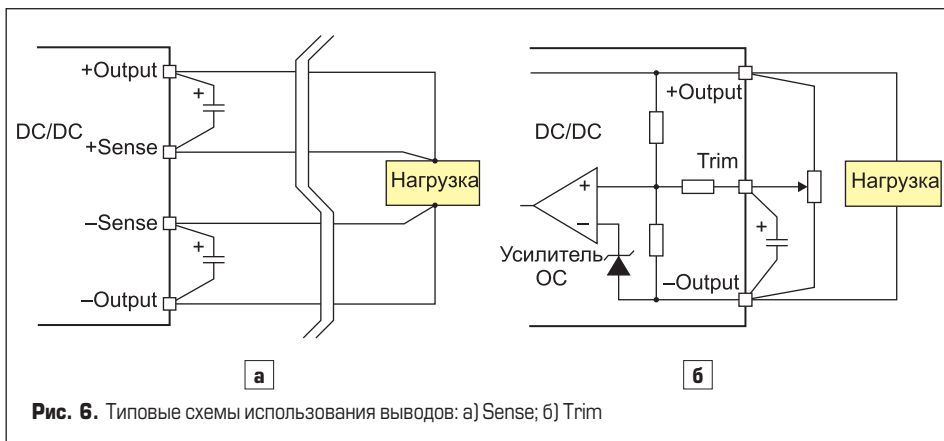 +Output
+
DC/DC
+Sense
Нагрузка
–Sense
+
–Output
а
+Output
DC/DC
Trim
+
–
Нагрузка
+
Усилитель
ОС
–Output
б
Рис. 6. Типовые схемы использования выводов: а) Sense; б) Trim